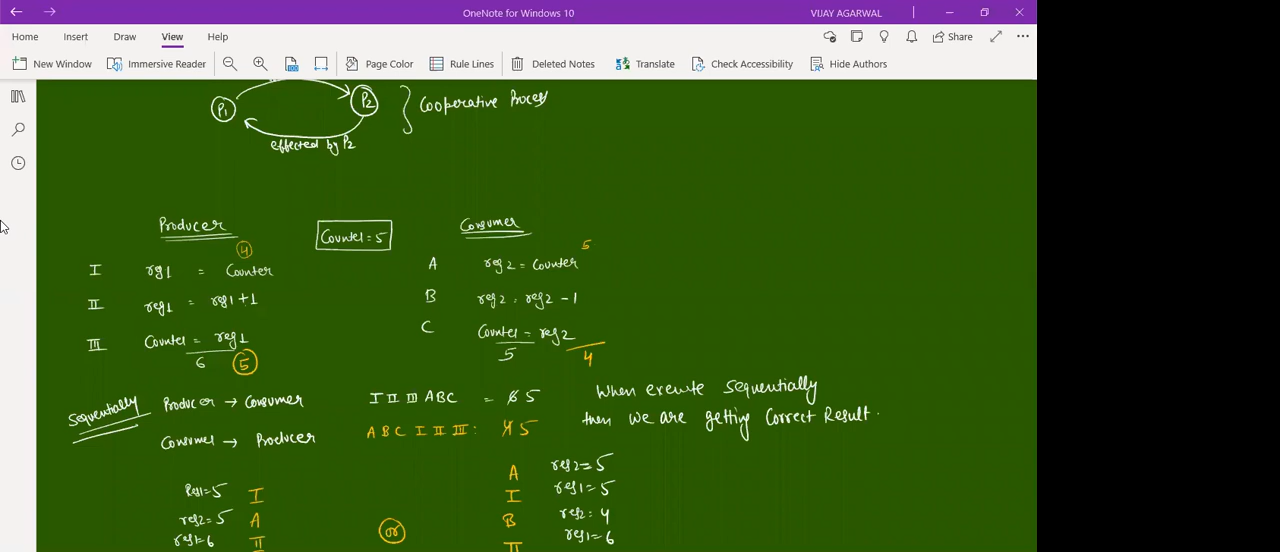 OneNote for Windows 10
VIJAY AGARWAL
Home Insert Draw View Help
Share
New Window Immersive Reader Page Color Rule Lines Deleted Notes Translate Check Accessibility Hide Authors
P1 P2 } Cooperative Process
effected by P2
Producer Counter = 5 Consumer
4 5
I reg1 = Counter A reg2 = Counter
II reg1 = reg1 + 1 B reg2 = reg2 - 1
III Counter = reg1 C Counter = reg2
6 5 5 4
Sequentially Producer → Consumer I II III ABC = 6 5 When execute sequentially
Consumer → Producer A B C I II III : 4 5 then we are getting Correct Result.
A reg2 = 5
Reg1 = 5 I I reg1 = 5
reg2 = 5 A or B reg2 = 4
reg1 = 6 II II reg1 = 6